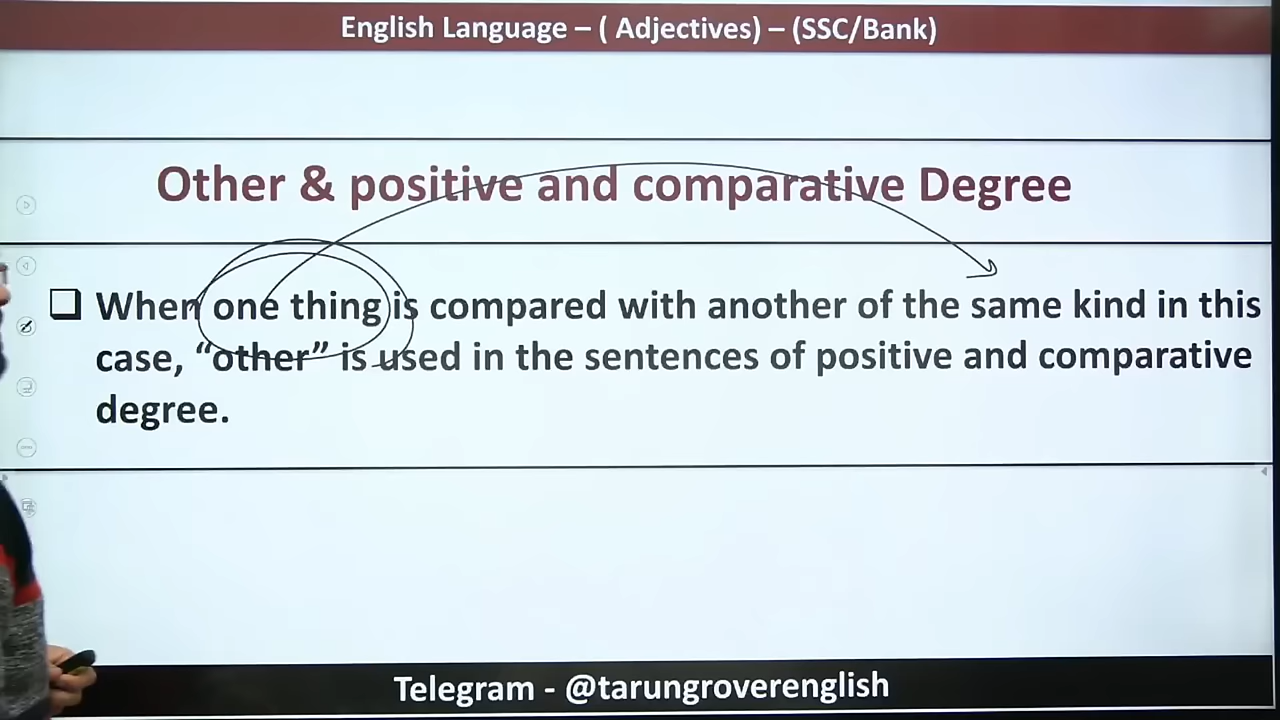 English Language – ( Adjectives) – (SSC/Bank)
Other & positive and comparative Degree
When one thing is compared with another of the same kind in this
case, “other” is used in the sentences of positive and comparative
degree.
Telegram - @tarungroverenglish